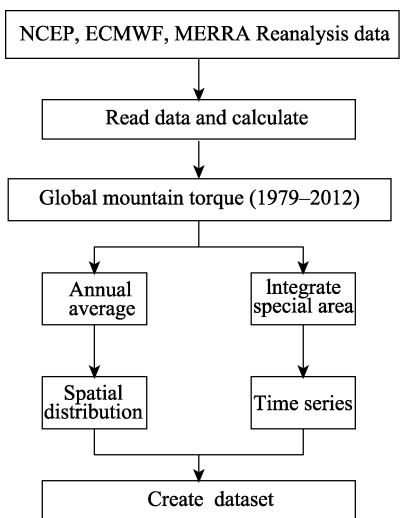 NCEP, ECMWF, MERRA Reanalysis data
Read data and calculate
Global mountain torque (1979–2012)
Annual
average
Integrate
special area
Spatial
distribution
Time series
Create dataset